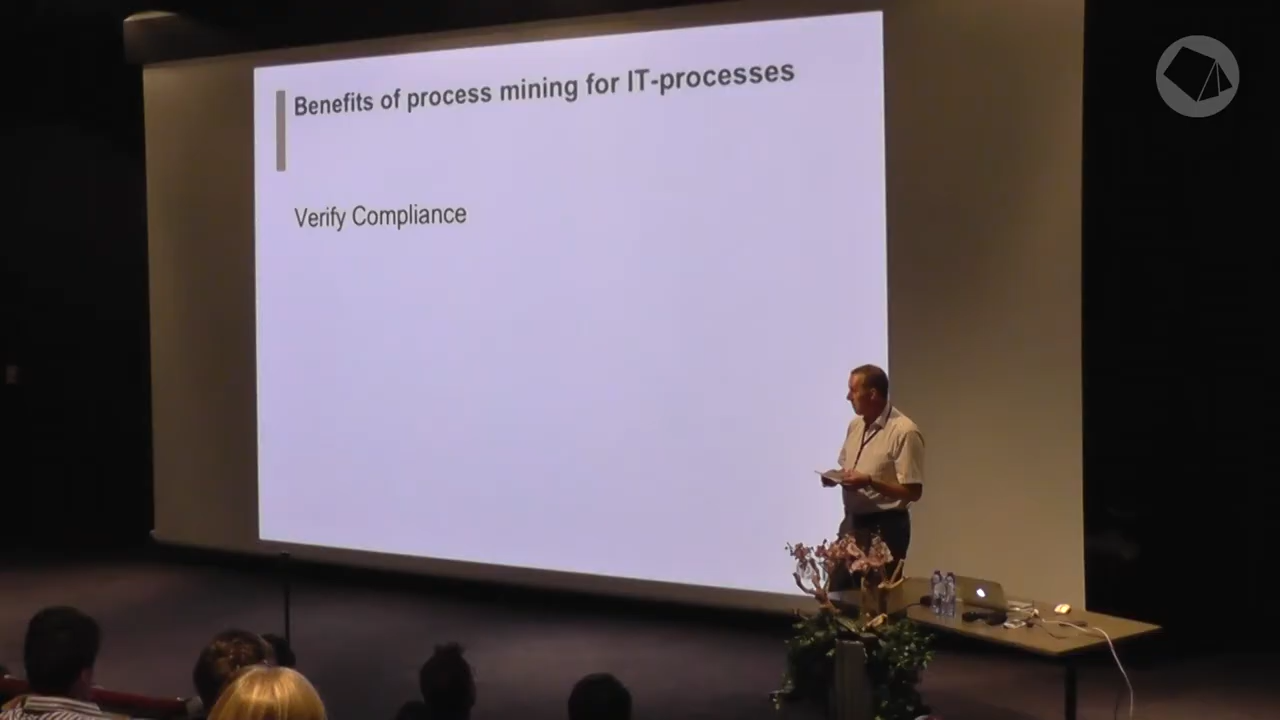 Benefits of process mining for IT-processes
Verify Compliance